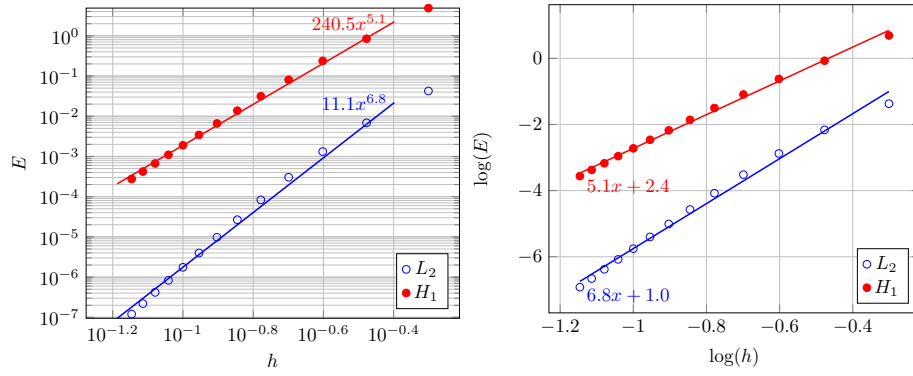 10^0
10^{-1}
10^{-2}
10^{-3}
10^{-4}
10^{-5}
10^{-6}
10^{-7}
E
240.5x^{5.1}
11.1x^{6.8}
L_2
H_1
10^{-1.2}
10^{-1}
10^{-0.8}
10^{-0.6}
10^{-0.4}
h
0
−2
−4
−6
log(E)
5.1x + 2.4
6.8x + 1.0
L_2
H_1
−1.2
−1
−0.8
−0.6
−0.4
−0.2
log(h)